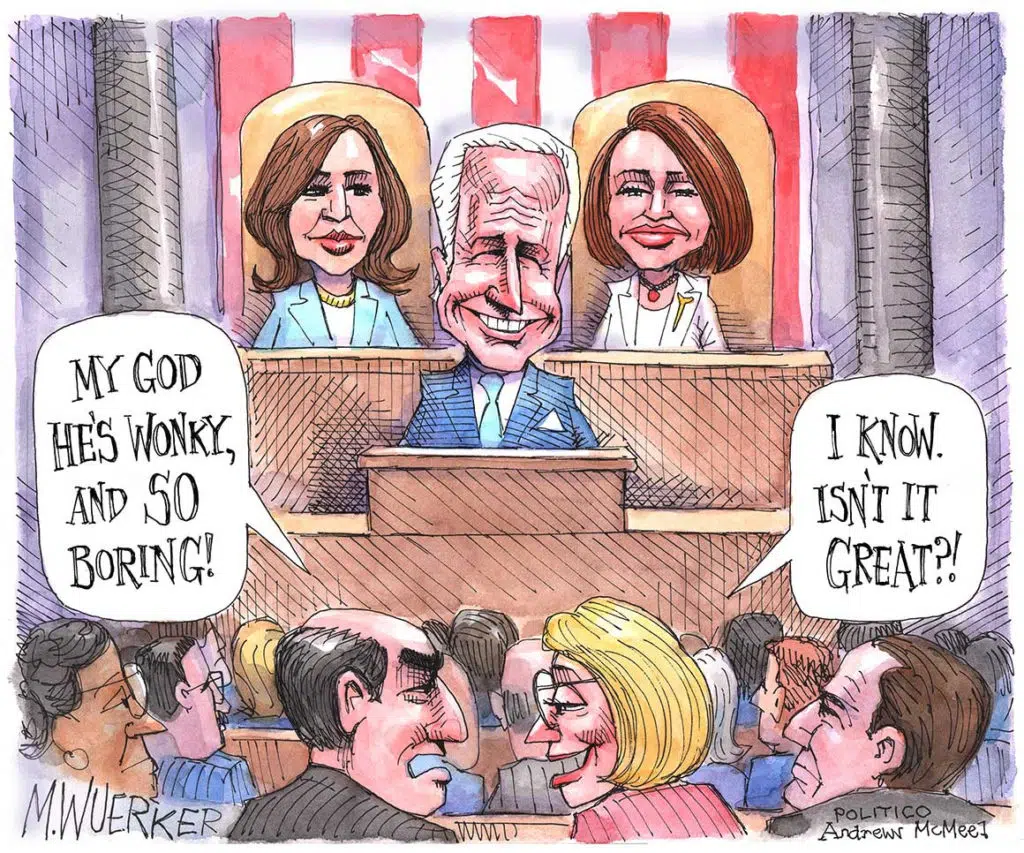 MY GOD
HE'S WONKY,
AND SO
BORING!
I KNOW.
ISN'T IT
GREAT?!
M.WUERKER
POLITICO
Andrews McMeel